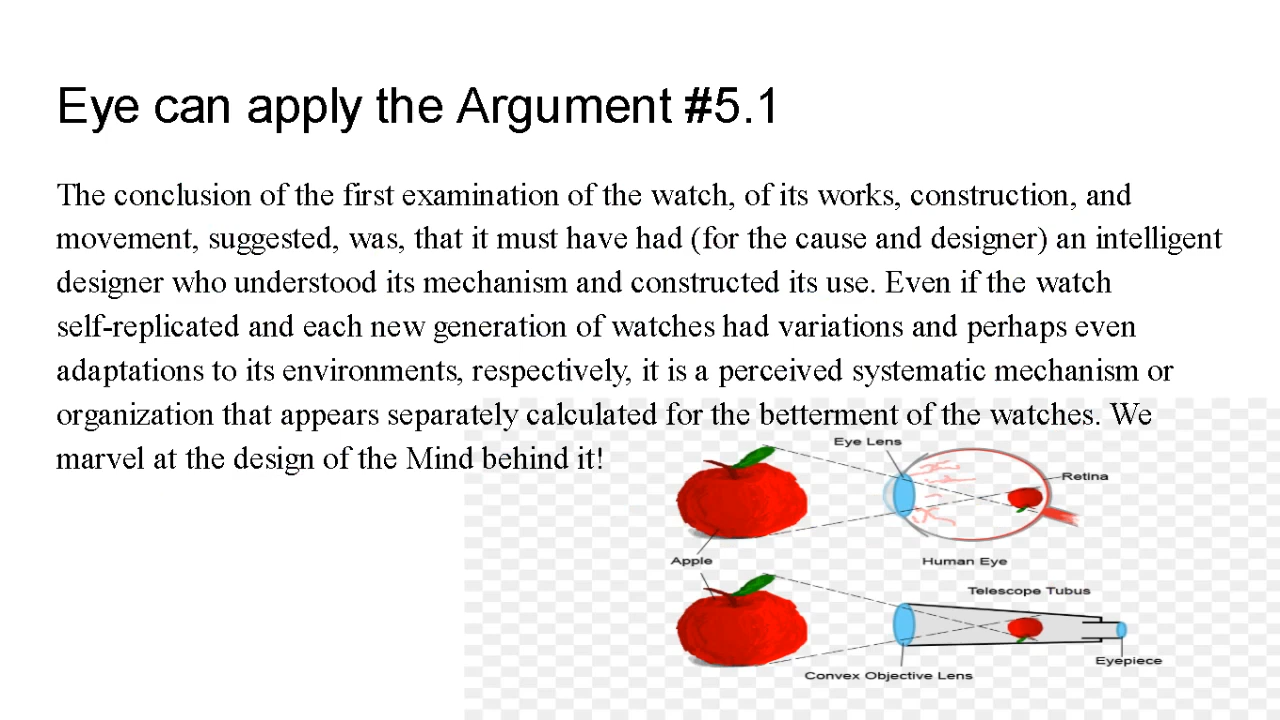 Eye can apply the Argument #5.1
The conclusion of the first examination of the watch, of its works, construction, and
movement, suggested, was, that it must have had (for the cause and designer) an intelligent
designer who understood its mechanism and constructed its use. Even if the watch
self-replicated and each new generation of watches had variations and perhaps even
adaptations to its environments, respectively, it is a perceived systematic mechanism or
organization that appears separately calculated for the betterment of the watches. We
marvel at the design of the Mind behind it!
Eye Lens
Retina
Apple
Human Eye
Telescope Tubus
Eyepiece
Convex Objective Lens